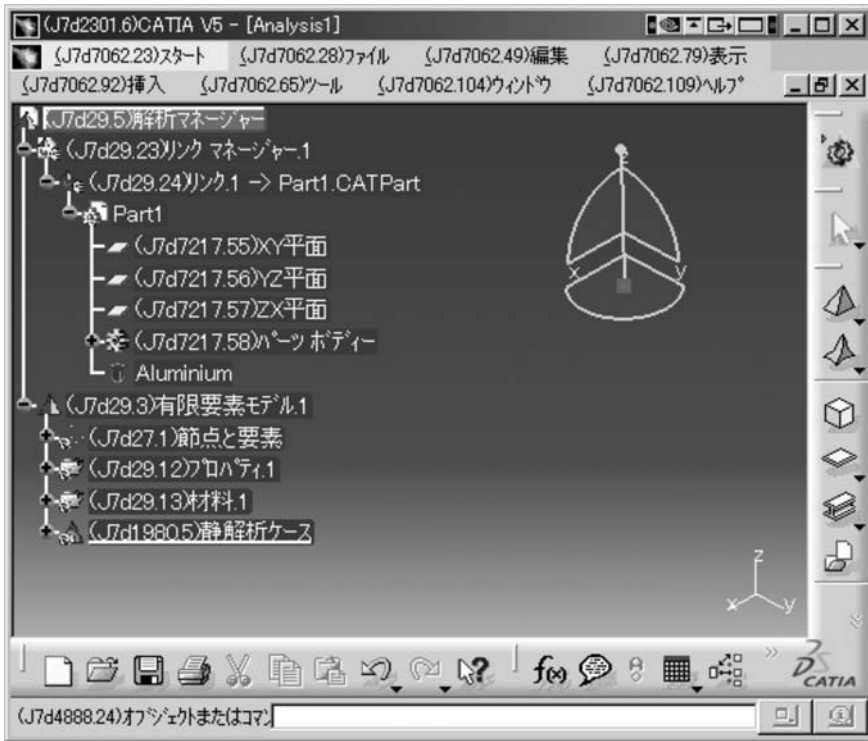 (J7d2301.6)CATIA V5 - [Analysis1]
(J7d7062.23)ｽﾀｰﾄ (J7d7062.28)ﾌｧｲﾙ (J7d7062.49)編集 (J7d7062.79)表示
(J7d7062.92)挿入 (J7d7062.65)ﾂｰﾙ (J7d7062.104)ｳｨﾝﾄﾞｳ (J7d7062.109)ﾍﾙﾌﾟ
(J7d29.5)解析ﾏﾈｰｼﾞｬｰ
(J7d29.23)ﾘﾝｸ ﾏﾈｰｼﾞｬｰ.1
(J7d29.24)ﾘﾝｸ.1 -> Part1.CATPart
Part1
(J7d7217.55)XY平面
(J7d7217.56)YZ平面
(J7d7217.57)ZX平面
(J7d7217.58)ﾊﾟｰﾂ ﾎﾞﾃﾞｨｰ
Aluminium
(J7d29.3)有限要素ﾓﾃﾞﾙ.1
(J7d27.1)節点と要素
(J7d29.12)ﾌﾟﾛﾊﾟﾃｨ.1
(J7d29.13)材料.1
(J7d1980.5)静解析ケース
z
x y
z
x y
f(x)
DS CATIA
(J7d4888.24)ｵﾌﾞｼﾞｪｸﾄまたはｺﾏﾝ